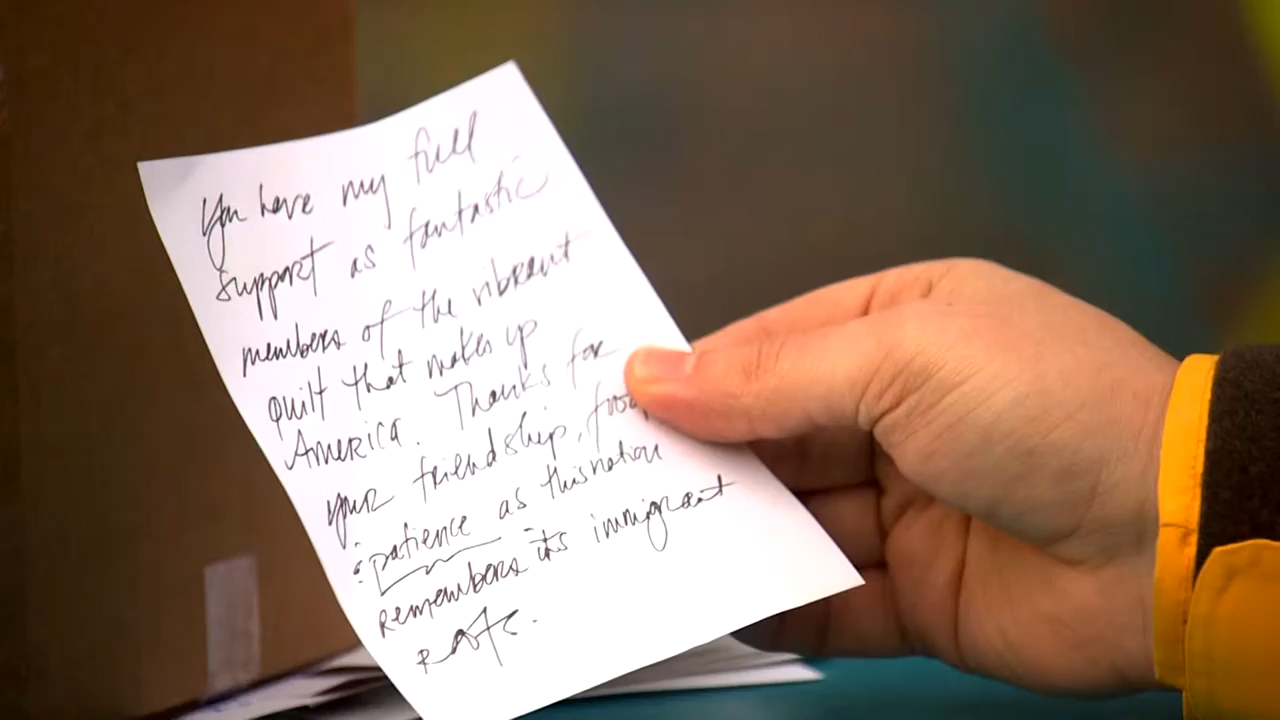 You have my full
support as fantastic
members of the vibrant
quilt that makes up
America. Thanks for
your friendship, food
& patience as this nation
remembers its immigrant
roots.